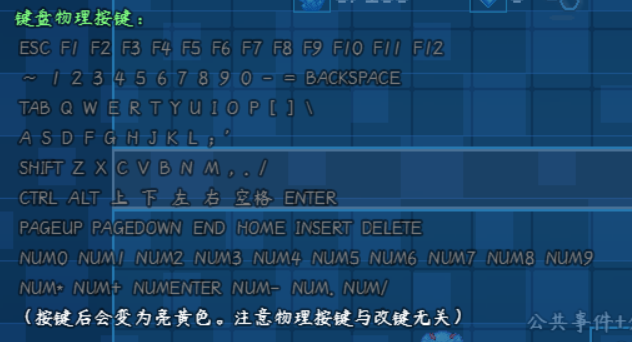 键盘物理按键：
ESC F1 F2 F3 F4 F5 F6 F7 F8 F9 F10 F11 F12
~ 1 2 3 4 5 6 7 8 9 0 - = BACKSPACE
TAB Q W E R T Y U I O P [ ] \
A S D F G H J K L ; '
SHIFT Z X C V B N M , . /
CTRL ALT 上 下 左 右 空格 ENTER
PAGEUP PAGEDOWN END HOME INSERT DELETE
NUM0 NUM1 NUM2 NUM3 NUM4 NUM5 NUM6 NUM7 NUM8 NUM9
NUM* NUM+ NUMENTER NUM- NUM. NUM/
（按键后会变为亮黄色。注意物理按键与改键无关）
公共事件+